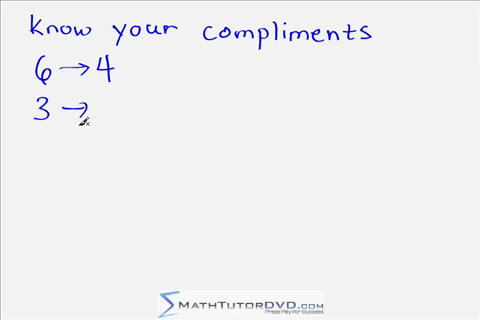 Know your compliments
6 → 4
3 →
MATHTUTORDVD.COM
Press Play For Success